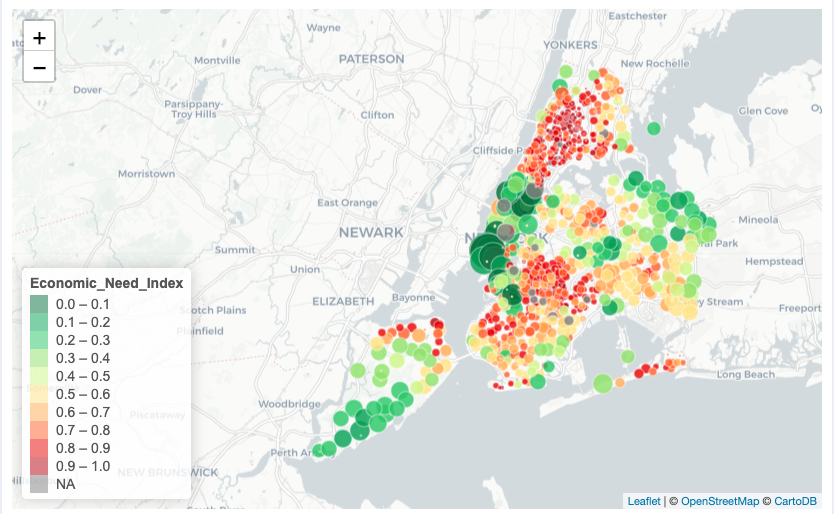 +
−
Eastchester
Wayne
YONKERS
PATERSON
Montville
New Rochelle
Dover
Parsippany-
Troy Hills
Glen Cove
Clifton
Cliffside
Morristown
East Orange
NEWARK
Mineola
Summit
Hempstead
Union
ELIZABETH
Bayonne
Stream
Freeport
Scotch Plains
Plainfield
Long Beach
Woodbridge
Piscataway
Perth
NEW BRUNSWICK
Economic_Need_Index
0.0 – 0.1
0.1 – 0.2
0.2 – 0.3
0.3 – 0.4
0.4 – 0.5
0.5 – 0.6
0.6 – 0.7
0.7 – 0.8
0.8 – 0.9
0.9 – 1.0
NA
Leaflet | © OpenStreetMap © CartoDB